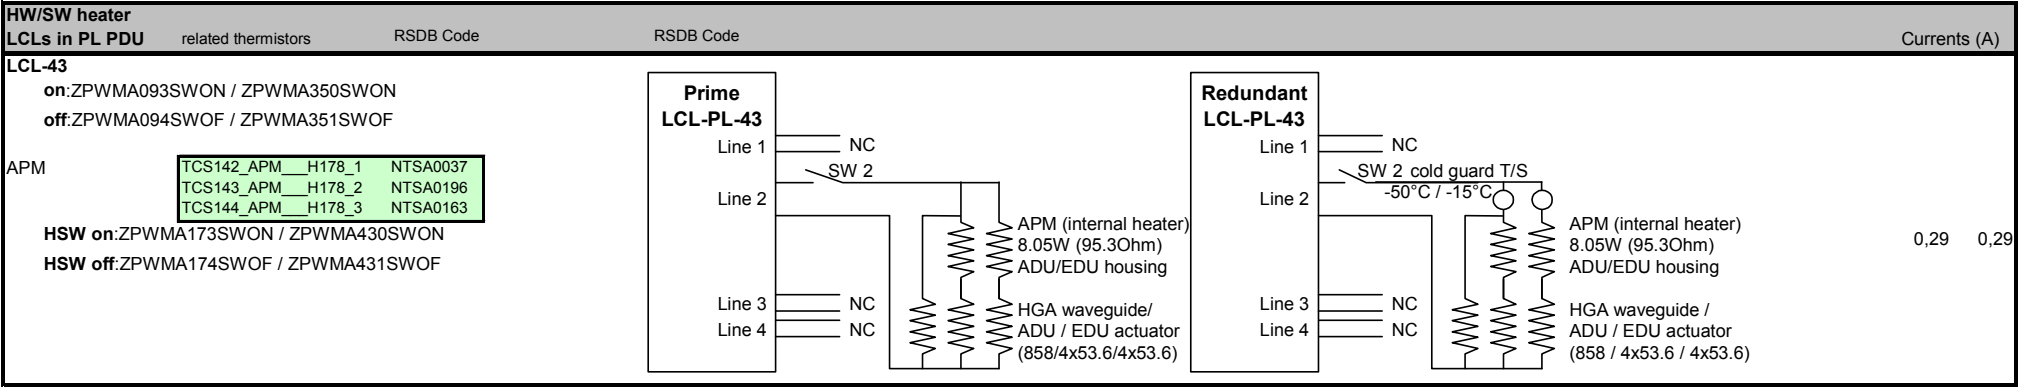 HW/SW heater
LCLs in PL PDU related thermistors RSDB Code RSDB Code Currents (A)
LCL-43
on:ZPWMA093SWON / ZPWMA350SWON
off:ZPWMA094SWOF / ZPWMA351SWOF
APM
TCS142_APM___H178_1 NTSA0037
TCS143_APM___H178_2 NTSA0196
TCS144_APM___H178_3 NTSA0163
HSW on:ZPWMA173SWON / ZPWMA430SWON
HSW off:ZPWMA174SWOF / ZPWMA431SWOF
Prime
LCL-PL-43
Line 1 NC
SW 2
Line 2
APM (internal heater)
8.05W (95.3Ohm)
ADU/EDU housing
Line 3 NC
Line 4 NC
HGA waveguide/
ADU / EDU actuator
(858/4x53.6/4x53.6)
Redundant
LCL-PL-43
Line 1 NC
SW 2 cold guard T/S
-50°C / -15°C
Line 2
APM (internal heater)
8.05W (95.3Ohm)
ADU/EDU housing
Line 3 NC
Line 4 NC
HGA waveguide /
ADU / EDU actuator
(858 / 4x53.6 / 4x53.6)
0,29 0,29